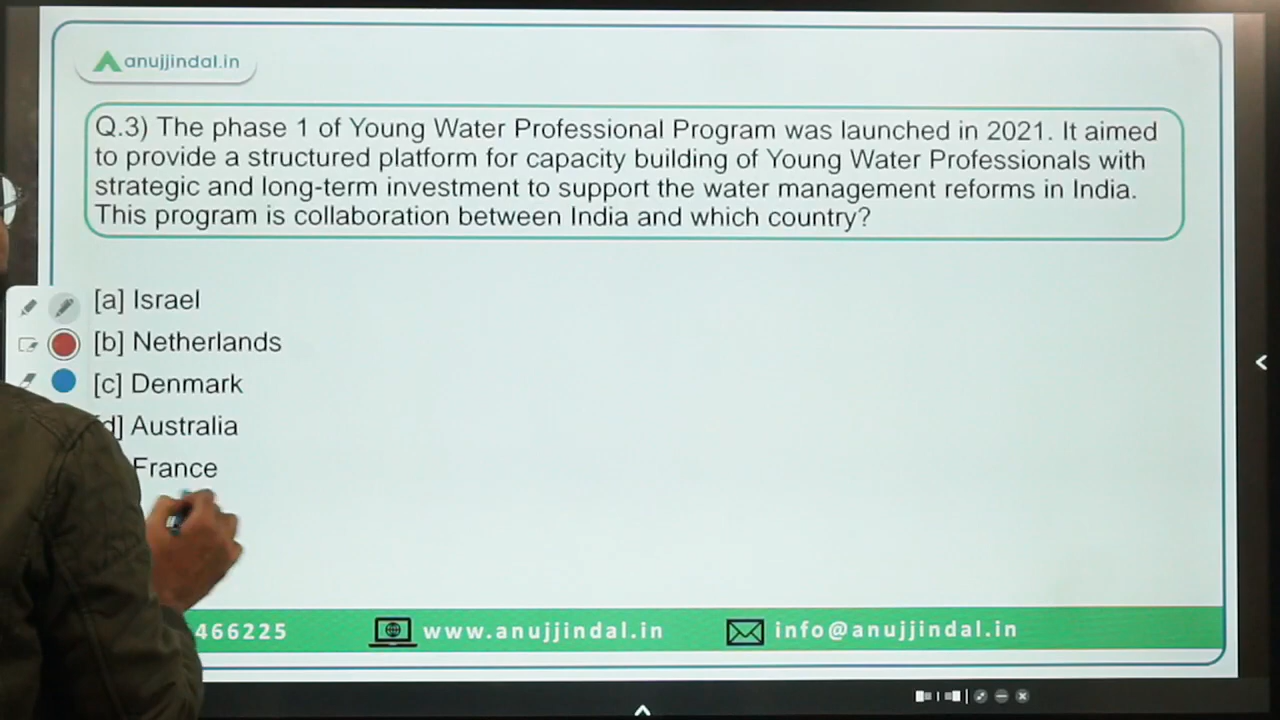 anujjindal.in
Q.3) The phase 1 of Young Water Professional Program was launched in 2021. It aimed
to provide a structured platform for capacity building of Young Water Professionals with
strategic and long-term investment to support the water management reforms in India.
This program is collaboration between India and which country?
[a] Israel
[b] Netherlands
[c] Denmark
d] Australia
France
466225
www.anujjindal.in
info@anujjindal.in